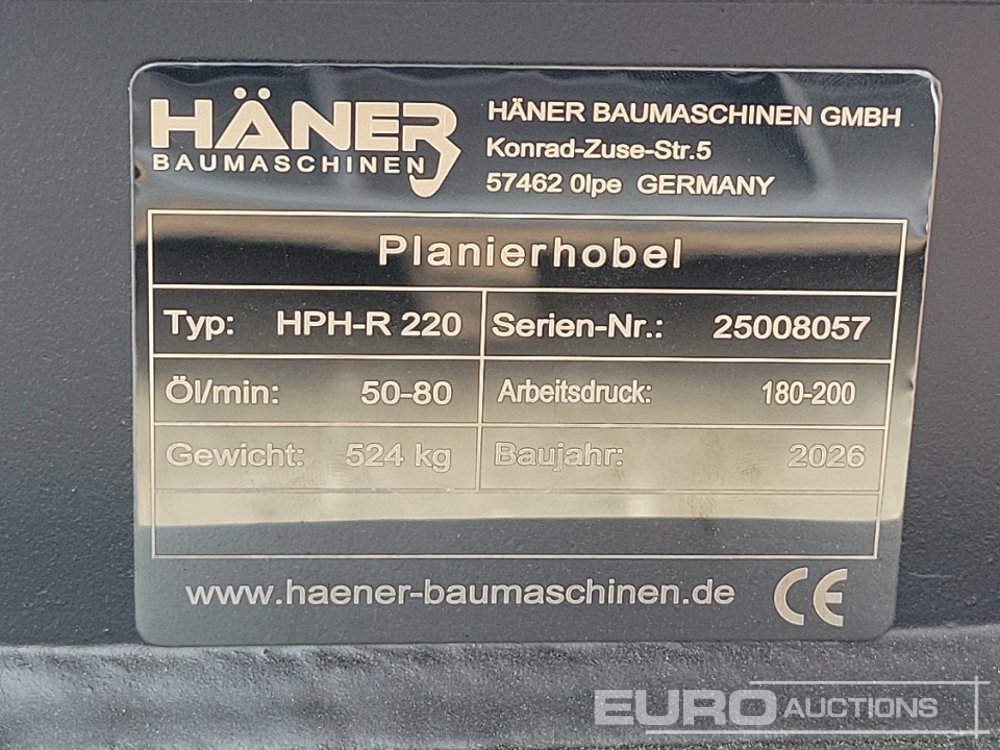 HÄNER
BAUMASCHINEN
HÄNER BAUMASCHINEN GMBH
Konrad-Zuse-Str.5
57462 Olpe GERMANY
Planierhobel
Typ: HPH-R 220 Serien-Nr.: 25008057
Öl/min: 50-80 Arbeitsdruck: 180-200
Gewicht: 524 kg Baujahr: 2026
www.haener-baumaschinen.de CE
EURO AUCTIONS